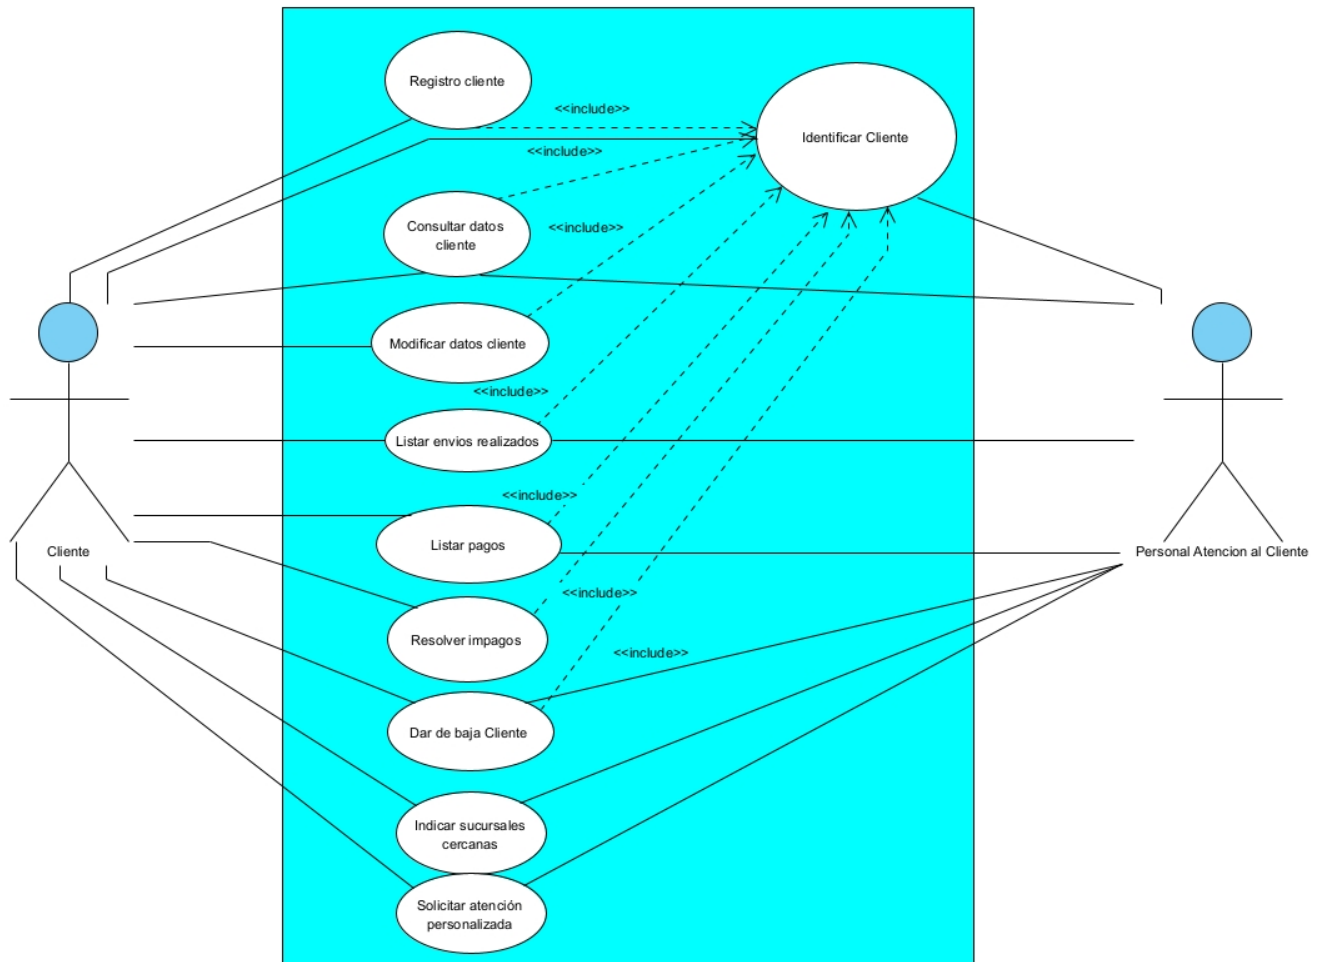 Registro cliente
<<include>>
Identificar Cliente
<<include>>
Consultar datos
cliente
<<include>>
Modificar datos cliente
<<include>>
Listar envios realizados
<<include>>
Listar pagos
Cliente
Personal Atencion al Cliente
<<include>>
Resolver impagos
<<include>>
Dar de baja Cliente
Indicar sucursales
cercanas
Solicitar atención
personalizada